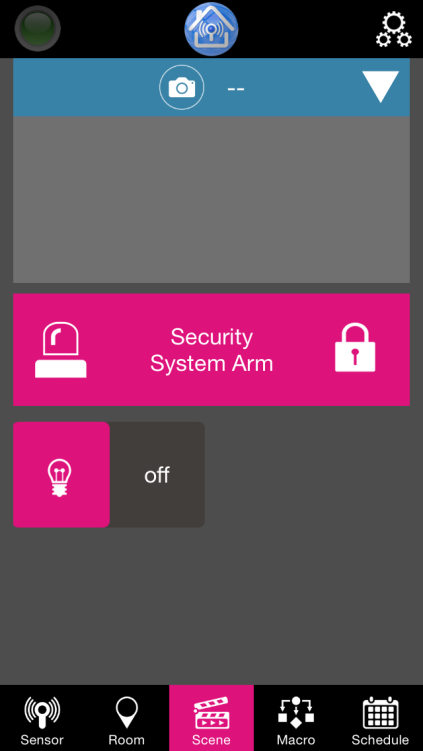 --
Security
System Arm
off
Sensor
Room
Scene
Macro
Schedule